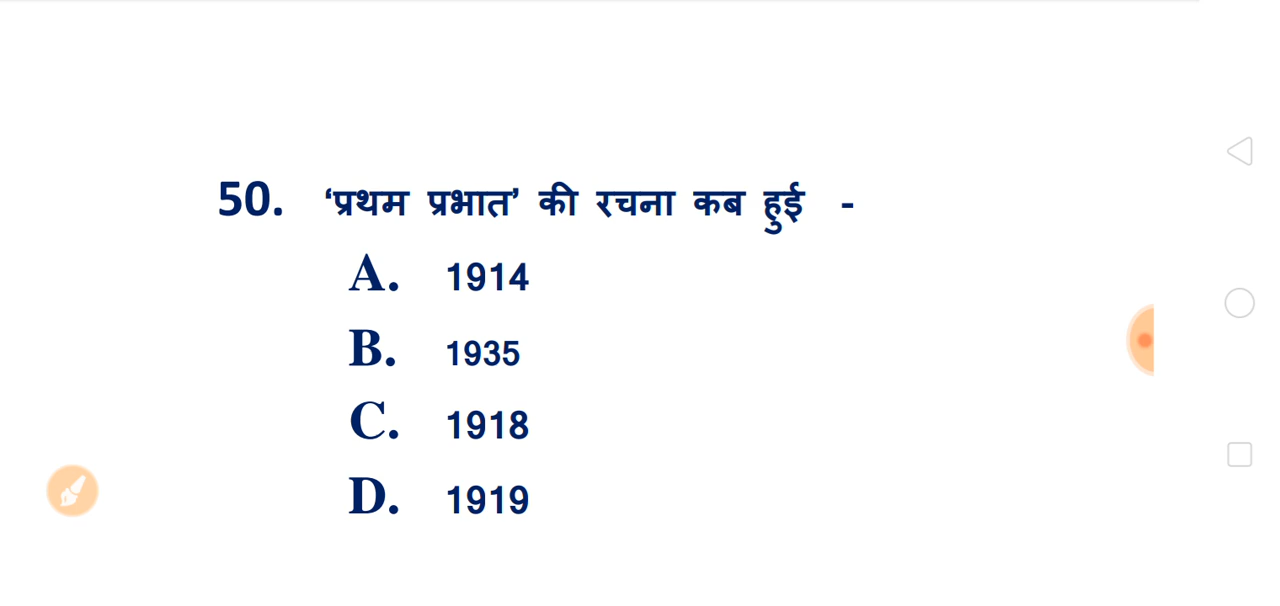 50. ‘प्रथम प्रभात’ की रचना कब हुई -
A. 1914
B. 1935
C. 1918
D. 1919